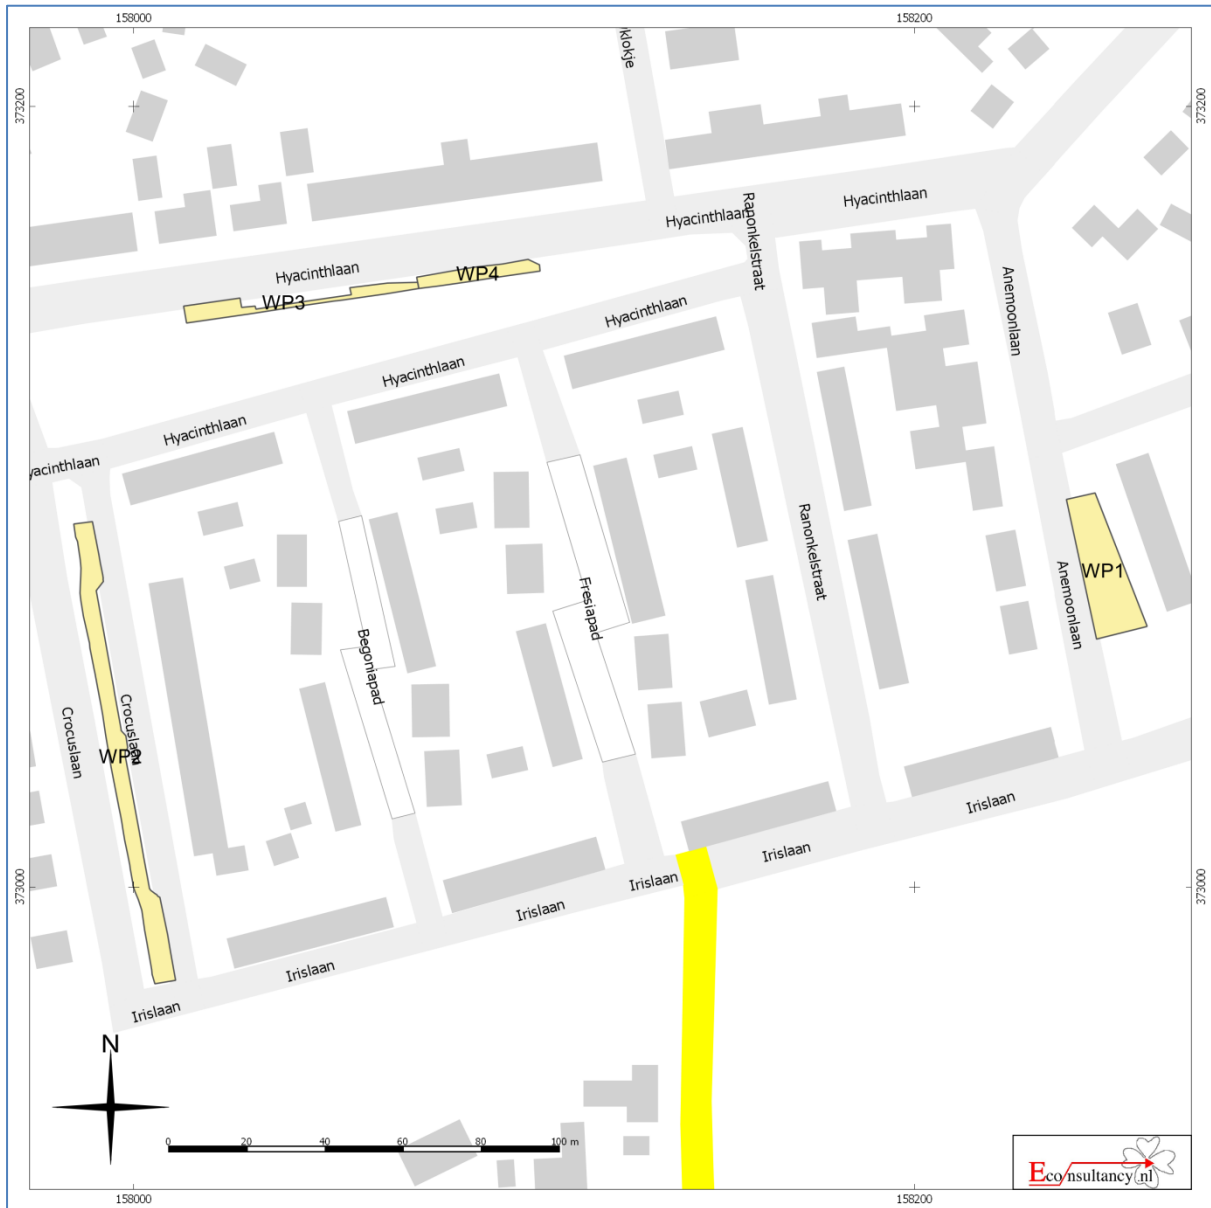 158000
158200
373200
373200
klokje
Ranonkelstraat
Hyacinthlaan
Hyacinthlaan
Hyacinthlaan
WP4
WP3
Anemoonlaan
Hyacinthlaan
Hyacinthlaan
Hyacinthlaan
yacinthlaan
Ranonkelstraat
WP1
Anemoonlaan
Fresiapad
Begoniapad
Crocuslaan
Crocuslaan
WP2
Irislaan
Irislaan
Irislaan
Irislaan
Irislaan
Irislaan
373000
373000
N
0 20 40 60 80 100 m
Econsultancy.nl
158000
158200